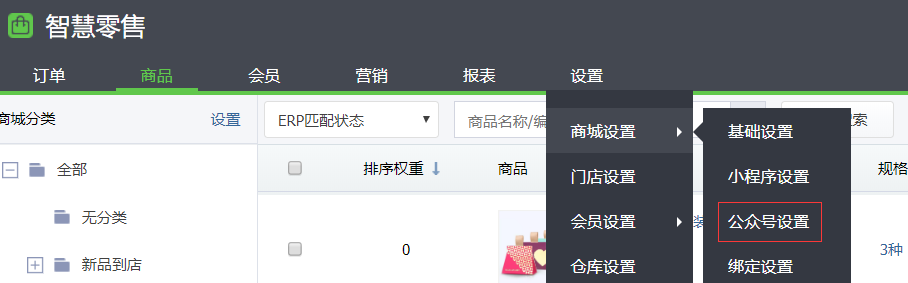 智慧零售
订单 商品 会员 营销 报表 设置
商城分类 设置
ERP匹配状态 商品名称/编
全部
无分类
新品到店
排序权重 商品 规格
0 装 3种
商城设置
门店设置
会员设置
仓库设置
基础设置
小程序设置
公众号设置
绑定设置